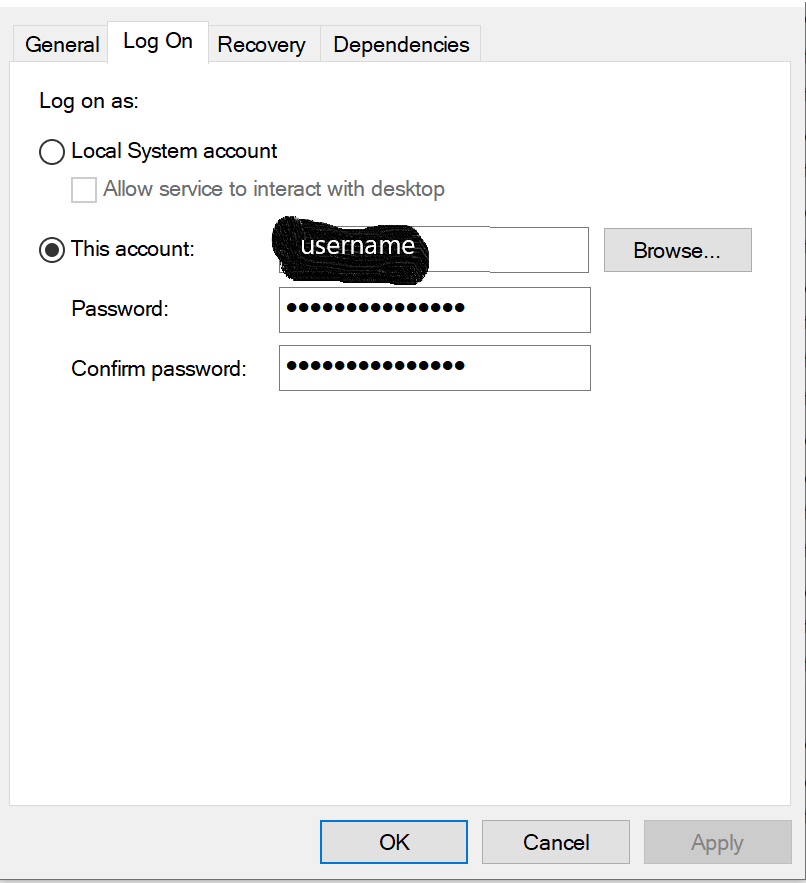 General Log On Recovery Dependencies
Log on as:
Local System account
Allow service to interact with desktop
This account: username Browse...
Password: •••••••••••••••
Confirm password: •••••••••••••••
OK Cancel Apply